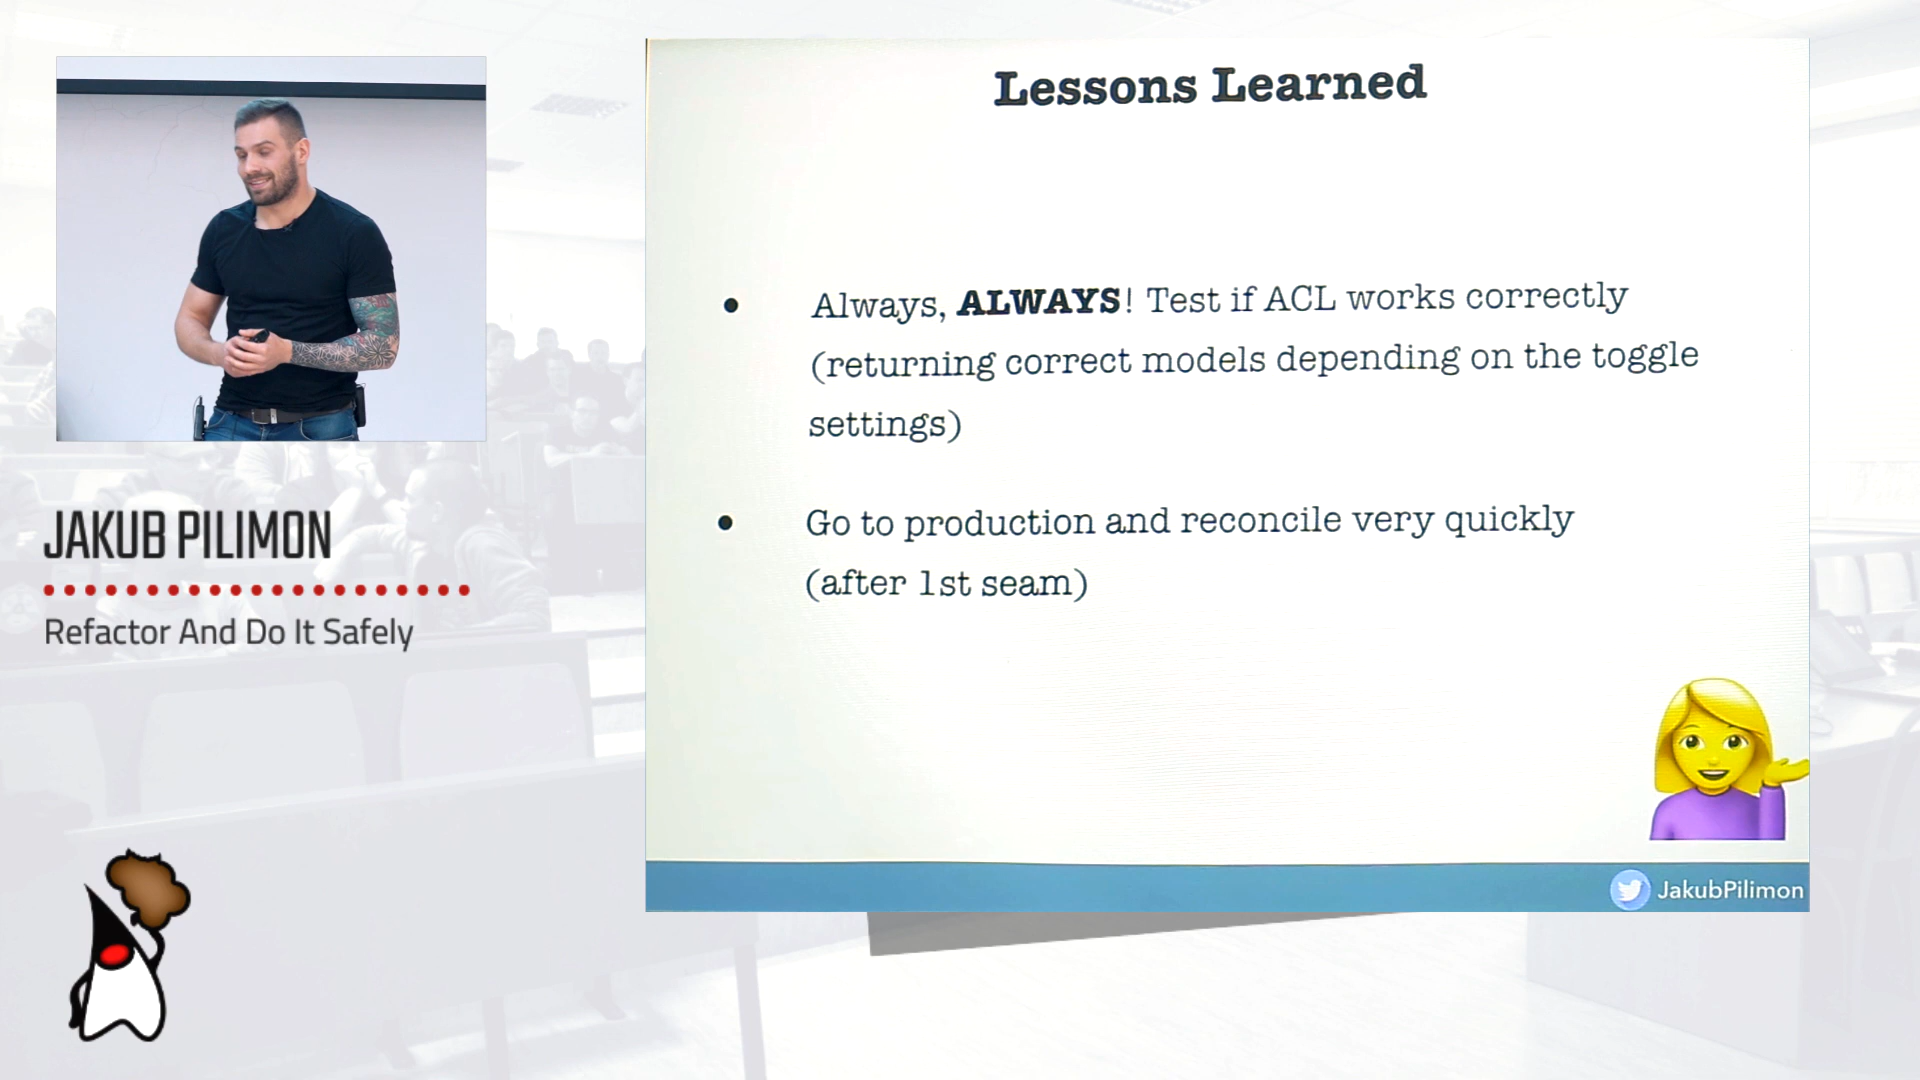 JAKUB PILIMON
Refactor And Do It Safely
Lessons Learned
• Always, ALWAYS! Test if ACL works correctly
(returning correct models depending on the toggle
settings)
• Go to production and reconcile very quickly
(after 1st seam)
JakubPilimon